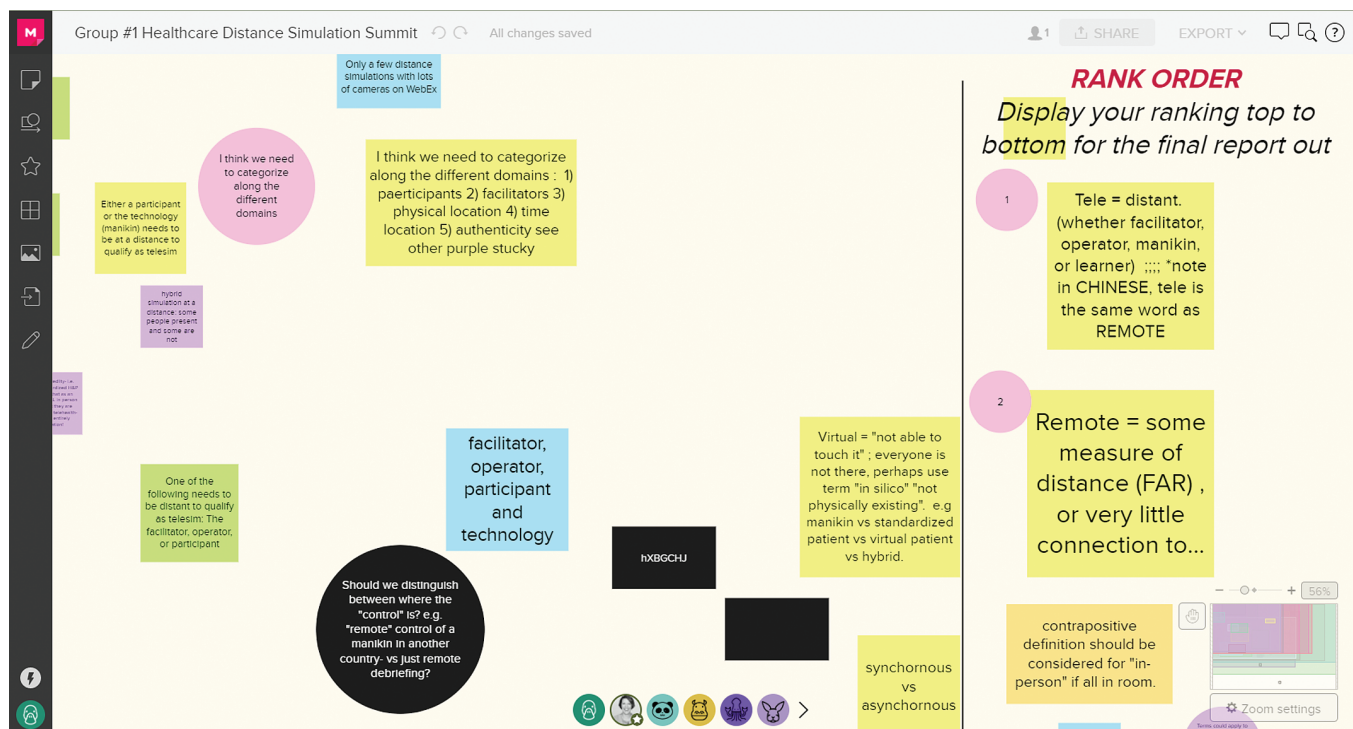 M
Group #1 Healthcare Distance Simulation Summit
All changes saved
1
SHARE
EXPORT
?
Only a few distance
simulations with lots
of cameras on WebEx
I think we need
to categorize
along the
different
domains
I think we need to categorize
along the different domains : 1)
paerticipants 2) facilitators 3)
physical location 4) time
location 5) authenticity see
other purple stucky
Either a participant
or the technology
(manikin) needs to
be at a distance to
qualify as telesim
hybrid
simulation at a
distance: some
people present
and some are
not
One of the
following needs to
be distant to qualify
as telesim: The
facilitator, operator,
or participant
facilitator,
operator,
participant
and
technology
Should we distinguish
between where the
"control" is? e.g.
"remote" control of a
manikin in another
country- vs just remote
debriefing?
hXBGCHJ
Virtual = "not able to
touch it" ; everyone is
not there, perhaps use
term "in silico" "not
physically existing". e.g
manikin vs standardized
patient vs virtual patient
vs hybrid.
synchornous
vs
asynchornous
RANK ORDER
Display your ranking top to
bottom for the final report out
1
Tele = distant.
(whether facilitator,
operator, manikin,
or learner) ;;;; *note
in CHINESE, tele is
the same word as
REMOTE
2
Remote = some
measure of
distance (FAR) ,
or very little
connection to...
contrapositive
definition should be
considered for "in-
person" if all in room.
56%
Zoom settings
Terms could apply to